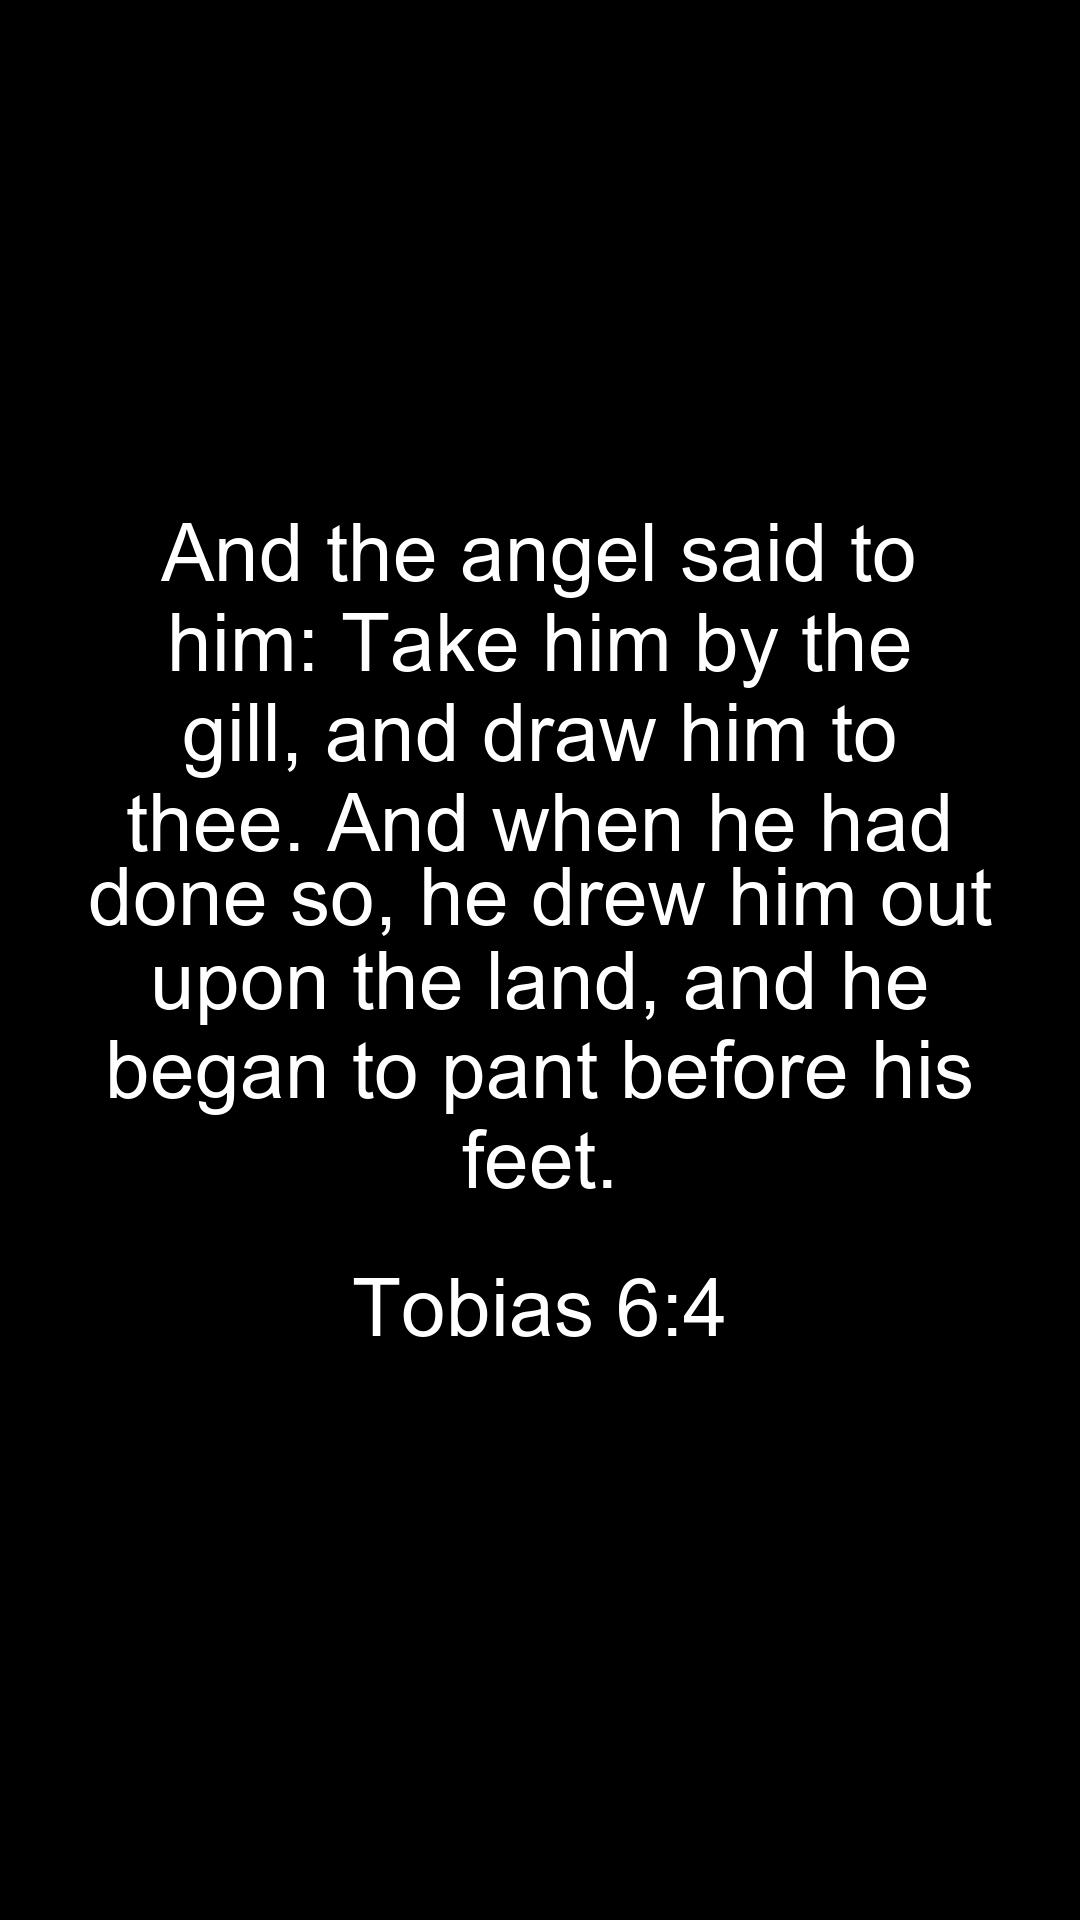 And the angel said to
him: Take him by the
gill, and draw him to
thee. And when he had
done so, he drew him out
upon the land, and he
began to pant before his
feet.
Tobias 6:4